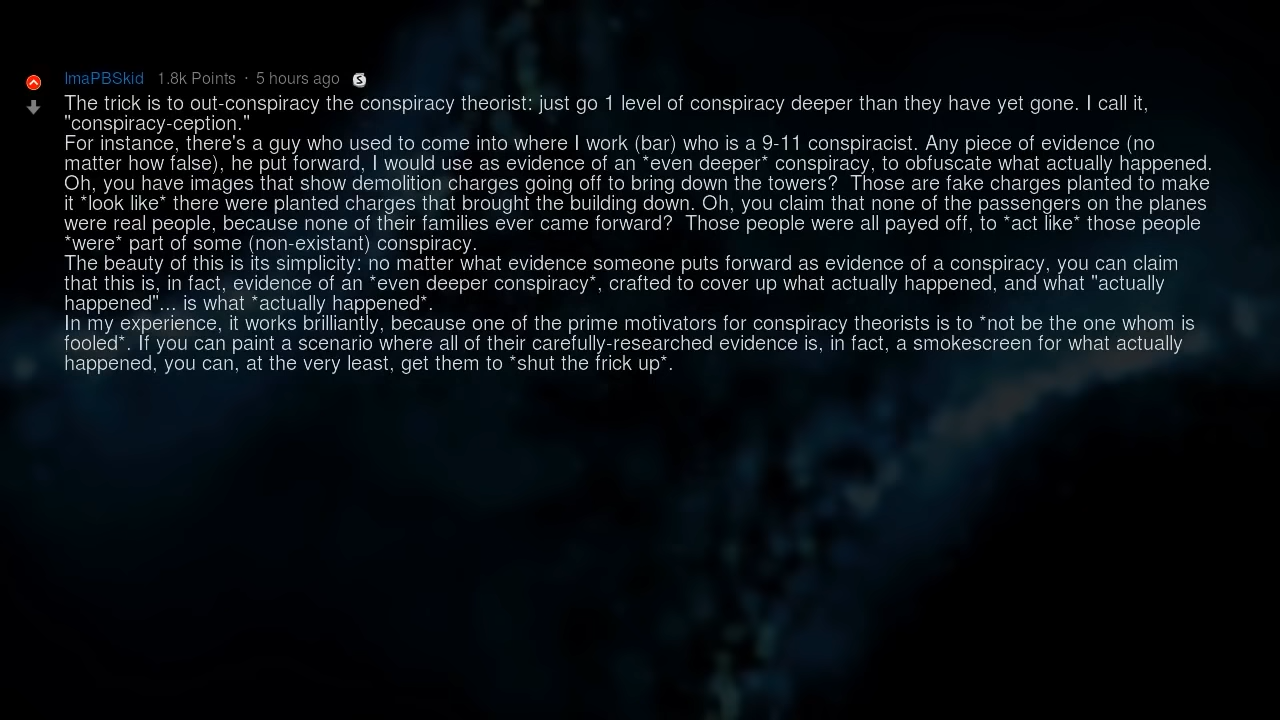 ImaPBSkid 1.8k Points · 5 hours ago S
The trick is to out-conspiracy the conspiracy theorist: just go 1 level of conspiracy deeper than they have yet gone. I call it,
"conspiracy-ception."
For instance, there's a guy who used to come into where I work (bar) who is a 9-11 conspiracist. Any piece of evidence (no
matter how false), he put forward, I would use as evidence of an *even deeper* conspiracy, to obfuscate what actually happened.
Oh, you have images that show demolition charges going off to bring down the towers?  Those are fake charges planted to make
it *look like* there were planted charges that brought the building down. Oh, you claim that none of the passengers on the planes
were real people, because none of their families ever came forward?  Those people were all payed off, to *act like* those people
*were* part of some (non-existant) conspiracy.
The beauty of this is its simplicity: no matter what evidence someone puts forward as evidence of a conspiracy, you can claim
that this is, in fact, evidence of an *even deeper conspiracy*, crafted to cover up what actually happened, and what "actually
happened"... is what *actually happened*.
In my experience, it works brilliantly, because one of the prime motivators for conspiracy theorists is to *not be the one whom is
fooled*. If you can paint a scenario where all of their carefully-researched evidence is, in fact, a smokescreen for what actually
happened, you can, at the very least, get them to *shut the frick up*.